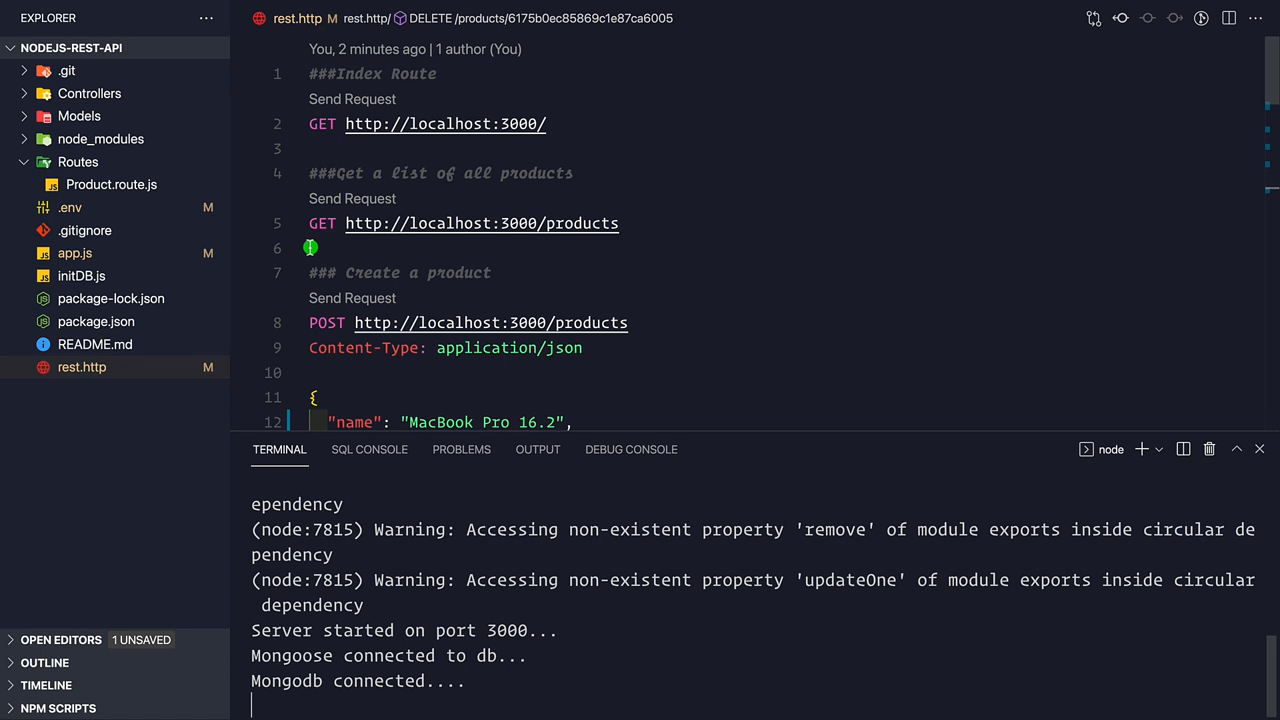 EXPLORER
NODEJS-REST-API
.git
Controllers
Models
node_modules
Routes
Product.route.js
.env M
.gitignore
app.js M
initDB.js
package-lock.json
package.json
README.md
rest.http M
OPEN EDITORS 1 UNSAVED
OUTLINE
TIMELINE
NPM SCRIPTS
rest.http M rest.http/ DELETE /products/6175b0ec85869c1e87ca6005
You, 2 minutes ago | 1 author (You)
1 ###Index Route
Send Request
2 GET http://localhost:3000/
3
4 ###Get a list of all products
Send Request
5 GET http://localhost:3000/products
6
7 ### Create a product
Send Request
8 POST http://localhost:3000/products
9 Content-Type: application/json
10
11 {
12 "name": "MacBook Pro 16.2",
TERMINAL SQL CONSOLE PROBLEMS OUTPUT DEBUG CONSOLE node
ependency
(node:7815) Warning: Accessing non-existent property 'remove' of module exports inside circular de
pendency
(node:7815) Warning: Accessing non-existent property 'updateOne' of module exports inside circular
dependency
Server started on port 3000...
Mongoose connected to db...
Mongodb connected....